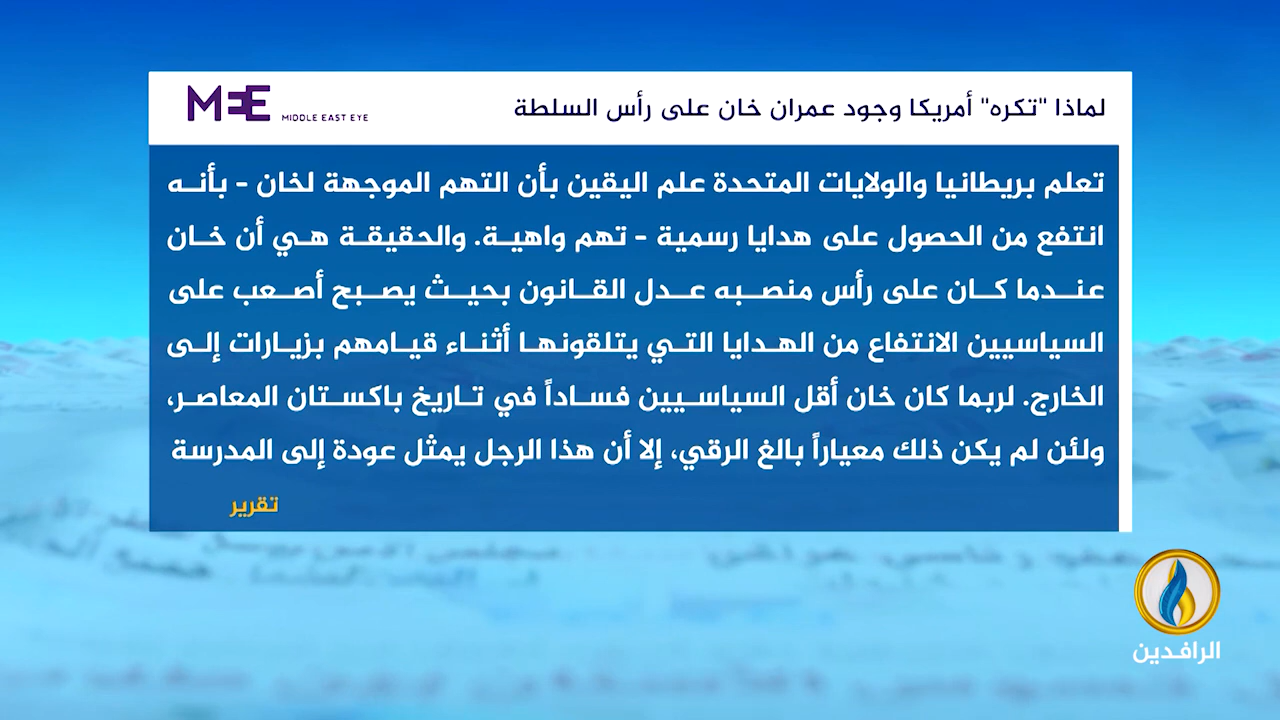 لماذا "تكره" أمريكا وجود عمران خان على رأس السلطة
MEE MIDDLE EAST EYE
تعلم بريطانيا والولايات المتحدة علم اليقين بأن التهم الموجهة لخان – بأنه
انتفع من الحصول على هدايا رسمية – تهم واهية. والحقيقة هي أن خان
عندما كان على رأس منصبه عدل القانون بحيث يصبح أصعب على
السياسيين الانتفاع من الهدايا التي يتلقونها أثناء قيامهم بزيارات إلى
الخارج. لربما كان خان أقل السياسيين فساداً في تاريخ باكستان المعاصر،
ولئن لم يكن ذلك معياراً بالغ الرقي، إلا أن هذا الرجل يمثل عودة إلى المدرسة
تقرير
الرافدين